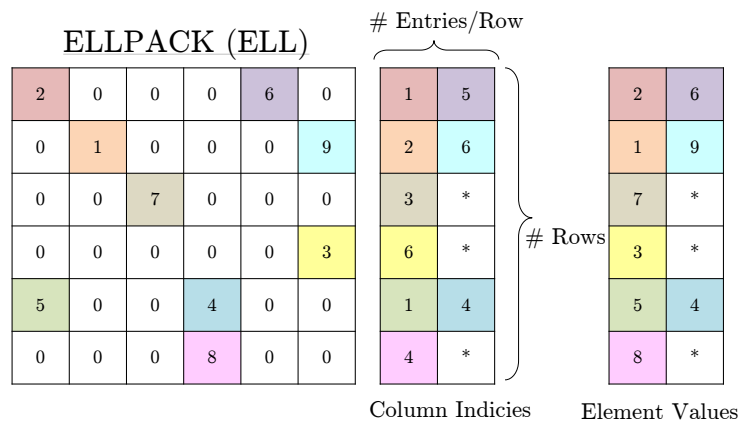 # Entries/Row
ELLPACK (ELL)
2 0 0 0 6 0 1 5 2 6
0 1 0 0 0 9 2 6 1 9
0 0 7 0 0 0 3 * 7 *
# Rows
0 0 0 0 0 3 6 * 3 *
5 0 0 4 0 0 1 4 5 4
0 0 0 8 0 0 4 * 8 *
Column Indicies Element Values